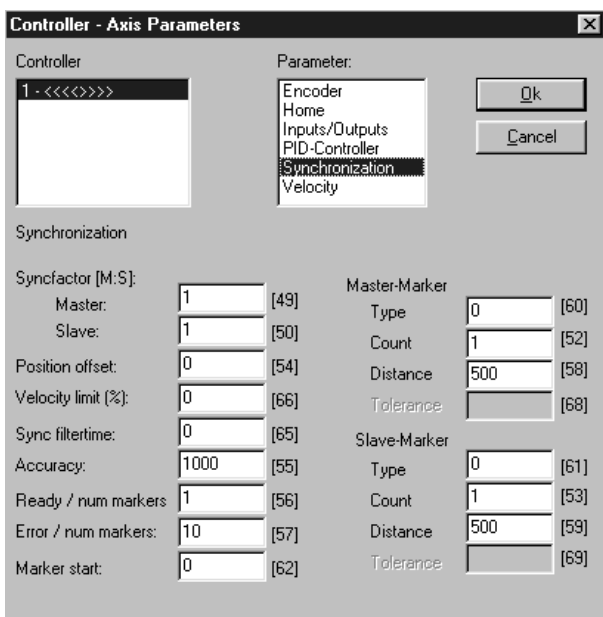 Controller - Axis Parameters
Controller
1 - <<<<>>>>
Parameter:
Encoder
Home
Inputs/Outputs
PID-Controller
Synchronization
Velocity
Ok
Cancel
Synchronization
Syncfactor [M:S]:
Master: 1 [49]
Slave: 1 [50]
Position offset: 0 [54]
Velocity limit (%): 0 [66]
Sync filtertime: 0 [65]
Accuracy: 1000 [55]
Ready / num markers 1 [56]
Error / num markers: 10 [57]
Marker start: 0 [62]
Master-Marker
Type 0 [60]
Count 1 [52]
Distance 500 [58]
Tolerance [68]
Slave-Marker
Type 0 [61]
Count 1 [53]
Distance 500 [59]
Tolerance [69]